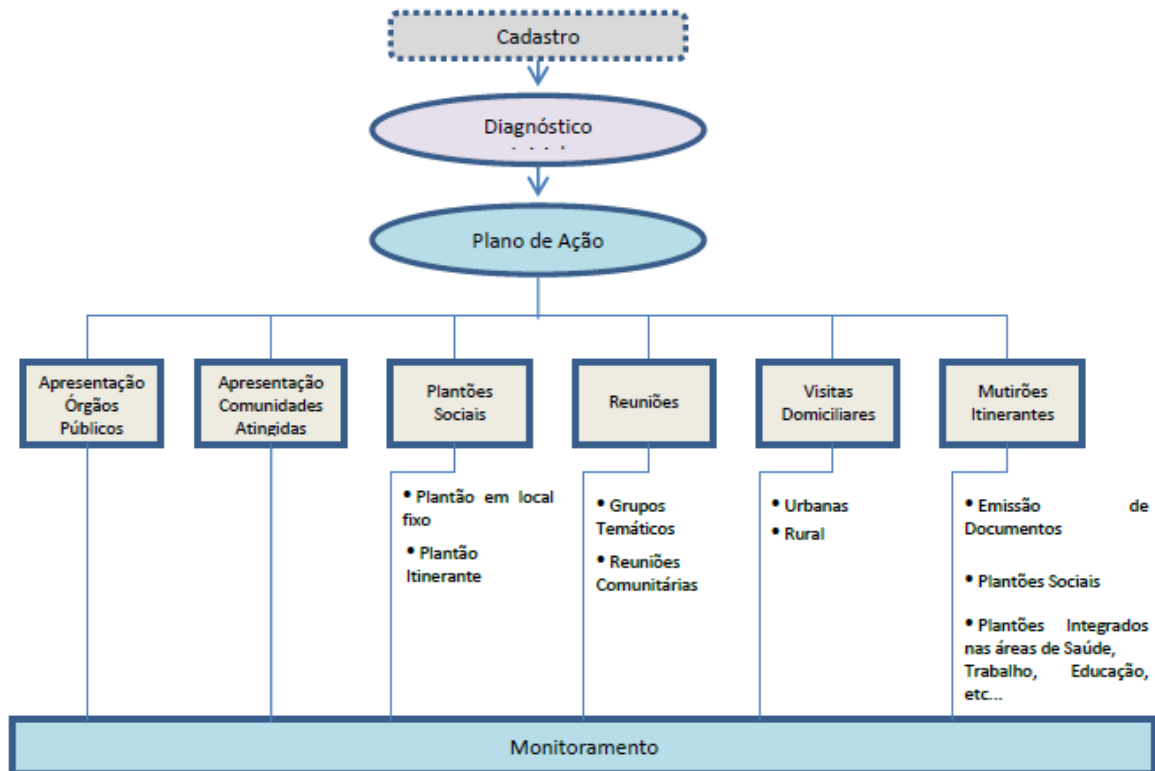 Cadastro
Diagnóstico
Plano de Ação
Apresentação
Órgãos
Públicos
Apresentação
Comunidades
Atingidas
Plantões
Sociais
Reuniões
Visitas
Domiciliares
Mutirões
Itinerantes
• Plantão em local
fixo
• Plantão
Itinerante
• Grupos
Temáticos
• Reuniões
Comunitárias
• Urbanas
• Rural
• Emissão de
Documentos
• Plantões Sociais
• Plantões Integrados
nas áreas de Saúde,
Trabalho, Educação,
etc...
Monitoramento